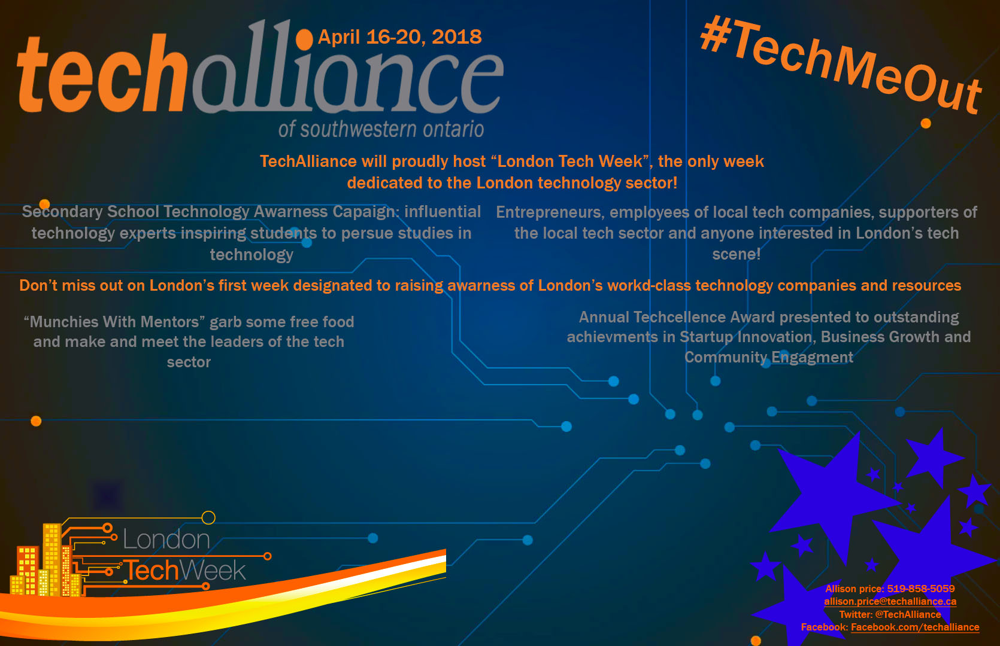 techalliance
April 16-20, 2018
of southwestern ontario
#TechMeOut
TechAlliance will proudly host “London Tech Week”, the only week
dedicated to the London technology sector!
Secondary School Technology Awarness Capaign: influential
technology experts inspiring students to persue studies in
technology
Entrepreneurs, employees of local tech companies, supporters of
the local tech sector and anyone interested in London’s tech
scene!
Don’t miss out on London’s first week designated to raising awarness of London’s workd-class technology companies and resources
“Munchies With Mentors” garb some free food
and make and meet the leaders of the tech
sector
Annual Techcellence Award presented to outstanding
achievments in Startup Innovation, Business Growth and
Community Engagment
London
TechWeek
Allison price: 519-858-5059
allison.price@techalliance.ca
Twitter: @TechAlliance
Facebook: Facebook.com/techalliance